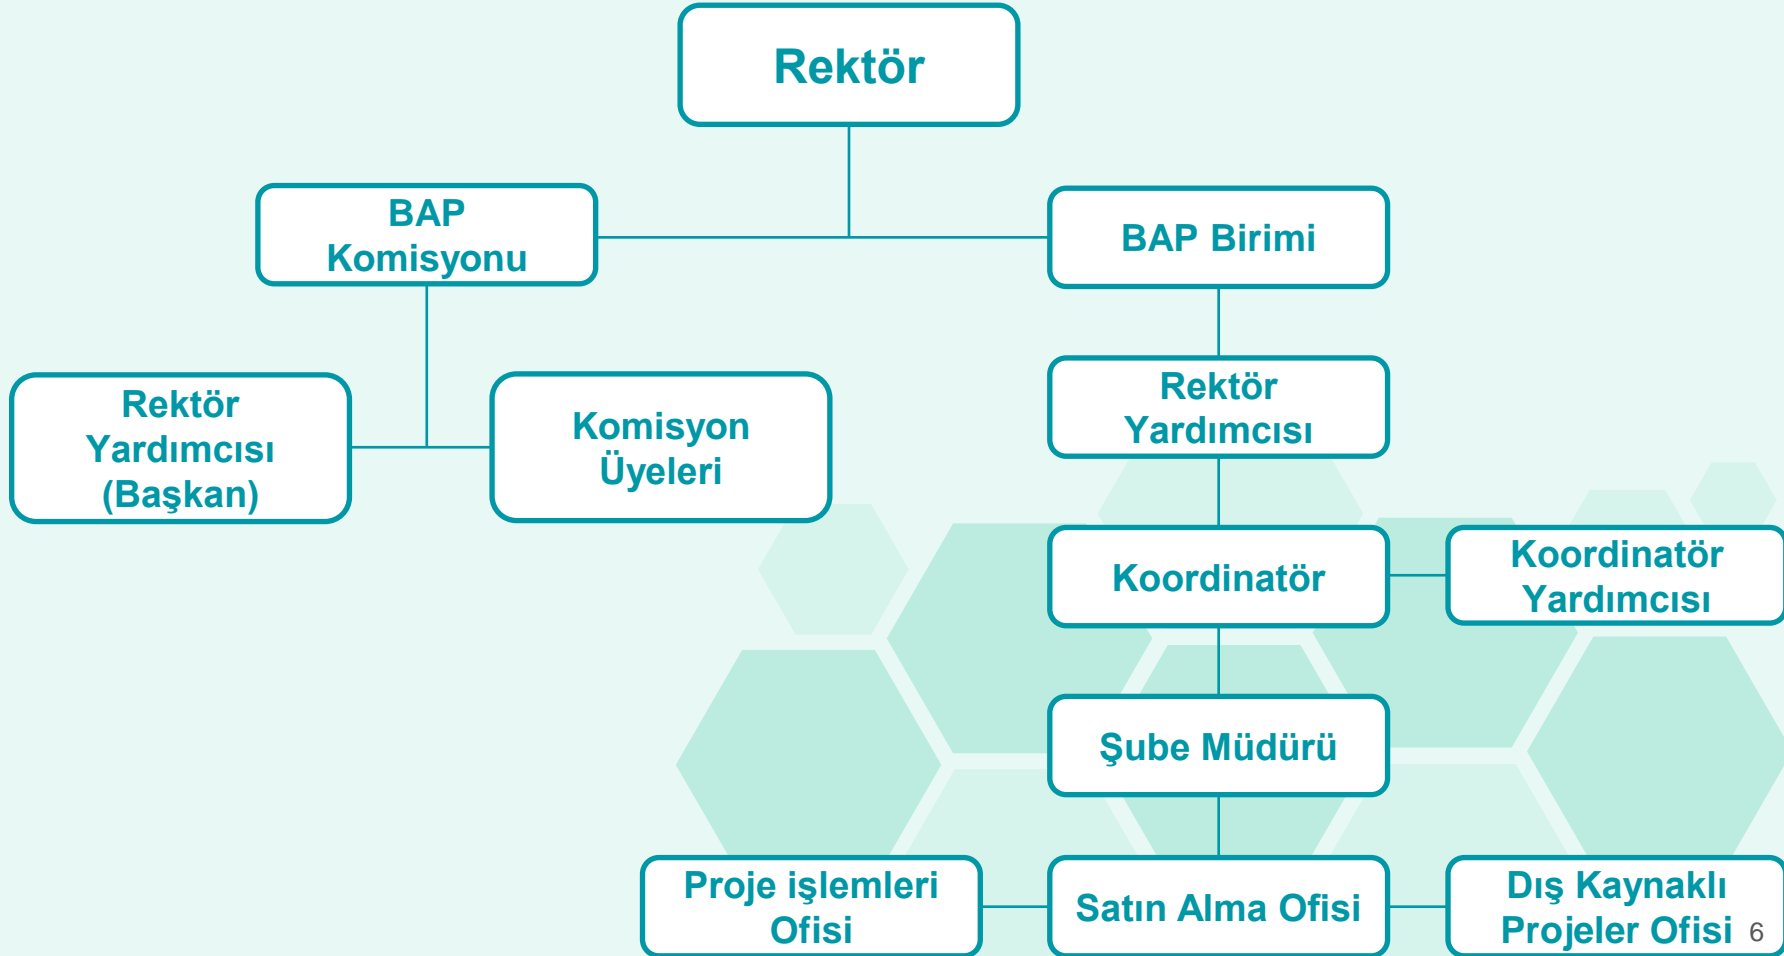 Rektör
BAP
Komisyonu
BAP Birimi
Rektör
Yardımcısı
(Başkan)
Komisyon
Üyeleri
Rektör
Yardımcısı
Koordinatör
Koordinatör
Yardımcısı
Şube Müdürü
Proje işlemleri
Ofisi
Satın Alma Ofisi
Dış Kaynaklı
Projeler Ofisi
6